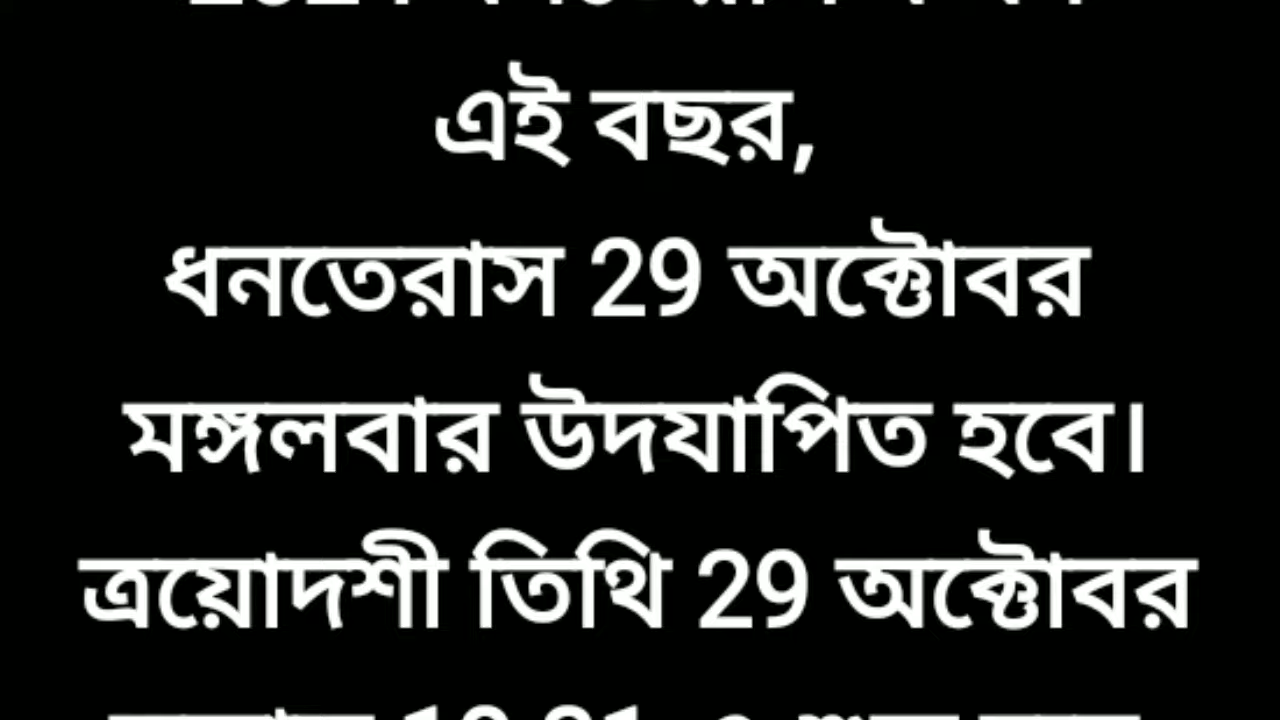 এই বছর,
ধনতেরাস 29 অক্টোবর
মঙ্গলবার উদযাপিত হবে।
ত্রয়োদশী তিথি 29 অক্টোবর